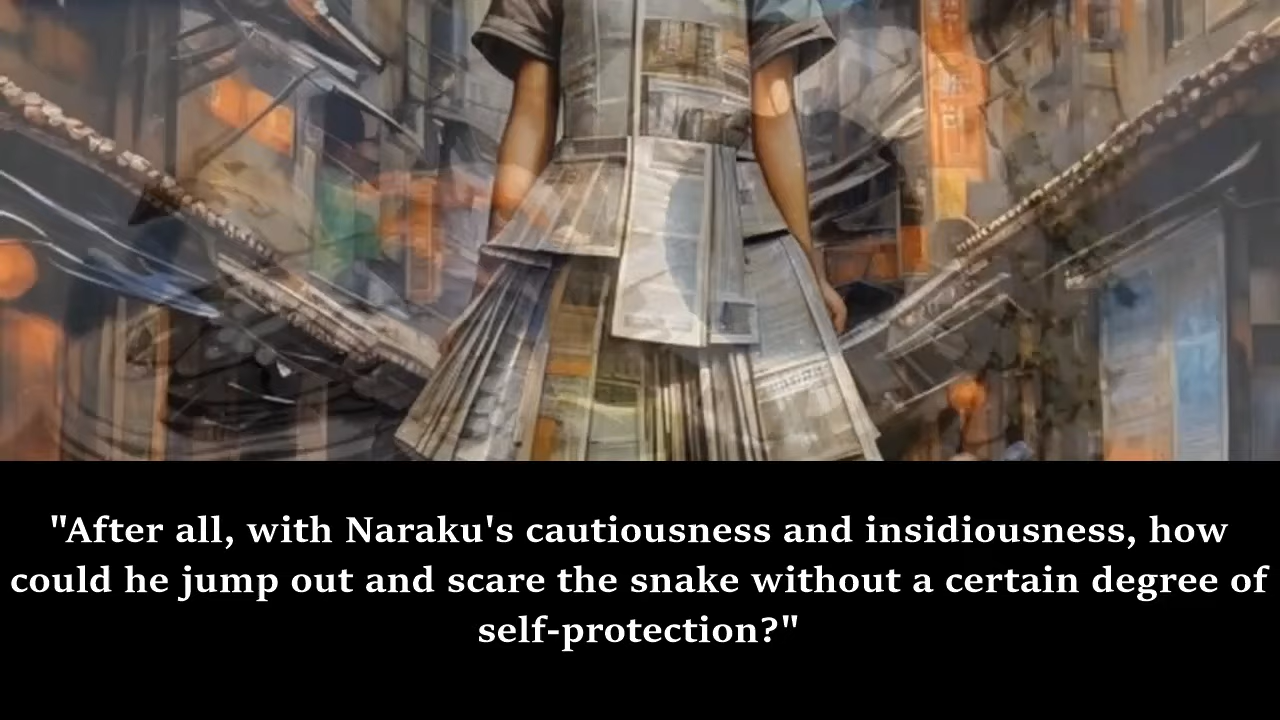 "After all, with Naraku's cautiousness and insidiousness, how
could he jump out and scare the snake without a certain degree of
self-protection?"